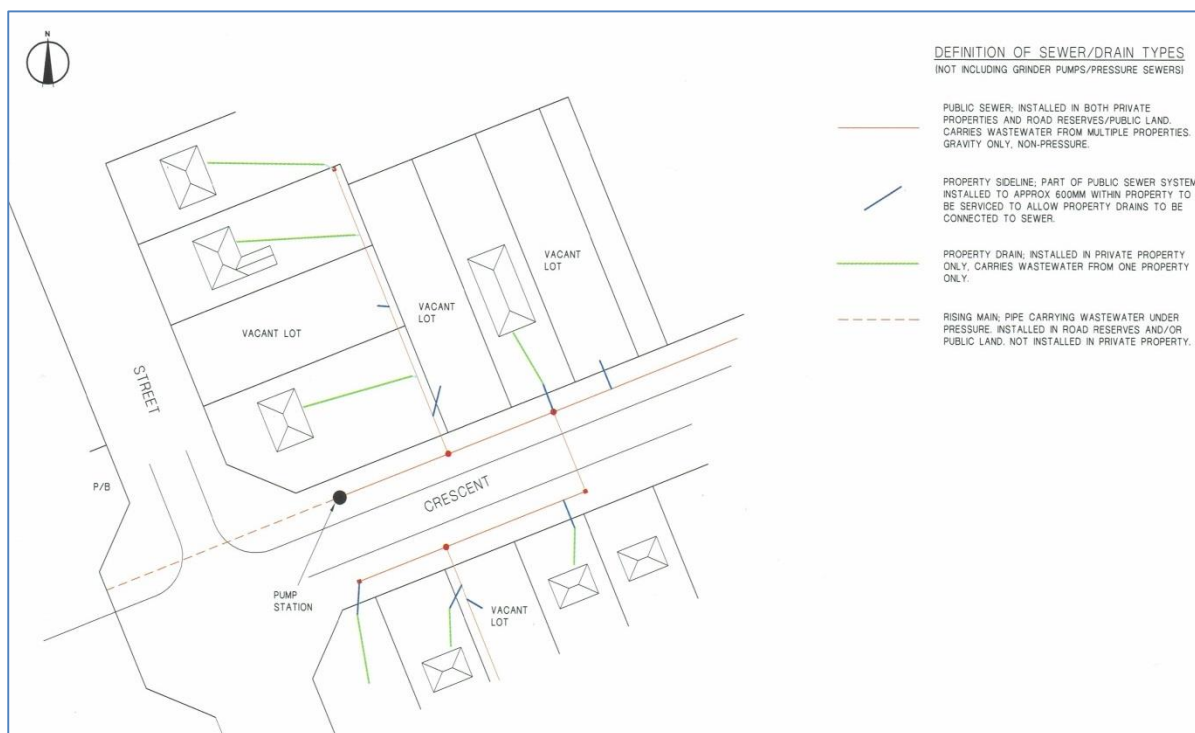 N
DEFINITION OF SEWER/DRAIN TYPES
(NOT INCLUDING GRINDER PUMPS/PRESSURE SEWERS)
PUBLIC SEWER; INSTALLED IN BOTH PRIVATE
PROPERTIES AND ROAD RESERVES/PUBLIC LAND.
CARRIES WASTEWATER FROM MULTIPLE PROPERTIES.
GRAVITY ONLY, NON-PRESSURE.
PROPERTY SIDELINE; PART OF PUBLIC SEWER SYSTEM
INSTALLED TO APPROX 600MM WITHIN PROPERTY TO
BE SERVICED TO ALLOW PROPERTY DRAINS TO BE
CONNECTED TO SEWER.
PROPERTY DRAIN; INSTALLED IN PRIVATE PROPERTY
ONLY, CARRIES WASTEWATER FROM ONE PROPERTY
ONLY.
RISING MAIN; PIPE CARRYING WASTEWATER UNDER
PRESSURE. INSTALLED IN ROAD RESERVES AND/OR
PUBLIC LAND. NOT INSTALLED IN PRIVATE PROPERTY.
VACANT
LOT
VACANT
LOT
VACANT LOT
STREET
P/B
CRESCENT
PUMP
STATION
VACANT
LOT